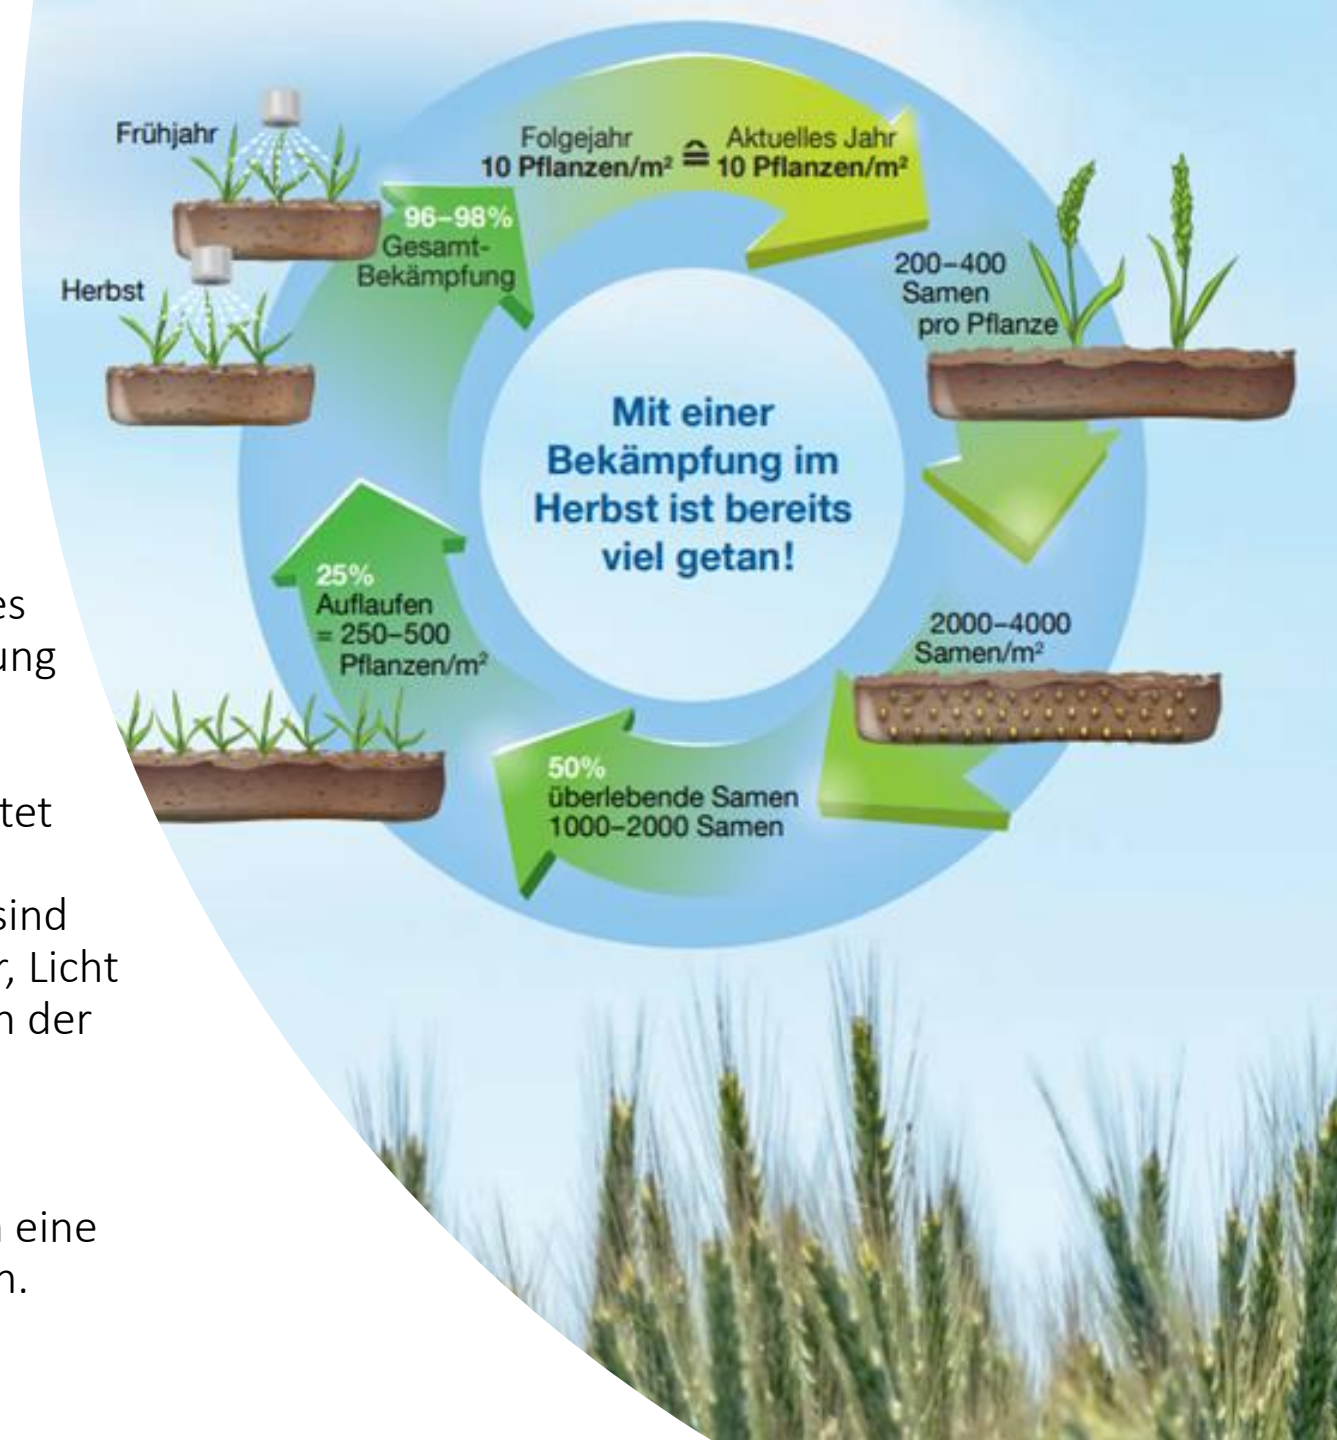 Folgejahr
10 Pflanzen/m²
≙
Aktuelles Jahr
10 Pflanzen/m²
200–400
Samen
pro Pflanze
2000–4000
Samen/m²
50%
überlebende Samen
1000–2000 Samen
25%
Auflaufen
= 250–500
Pflanzen/m²
96–98%
Gesamt-
Bekämpfung
Frühjahr
Herbst
Mit einer
Bekämpfung im
Herbst ist bereits
viel getan!
es
ung
tet
sind
r, Licht
n der
eine
n.